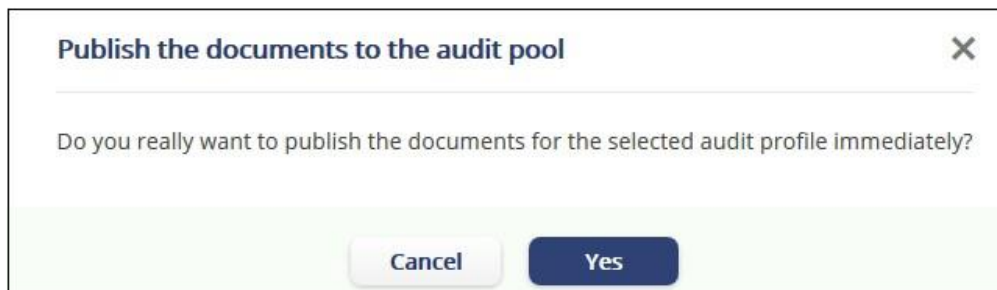 Publish the documents to the audit pool
Do you really want to publish the documents for the selected audit profile immediately?
Cancel
Yes